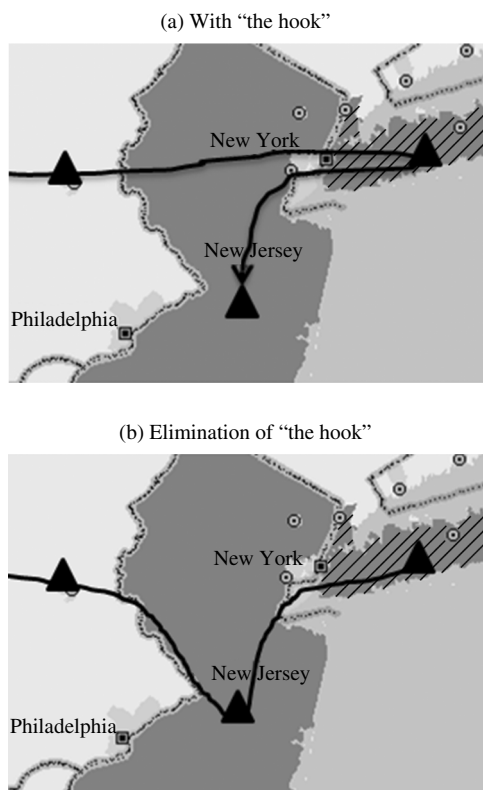 (a) With “the hook”
New York
New Jersey
Philadelphia
(b) Elimination of “the hook”
New York
New Jersey
Philadelphia